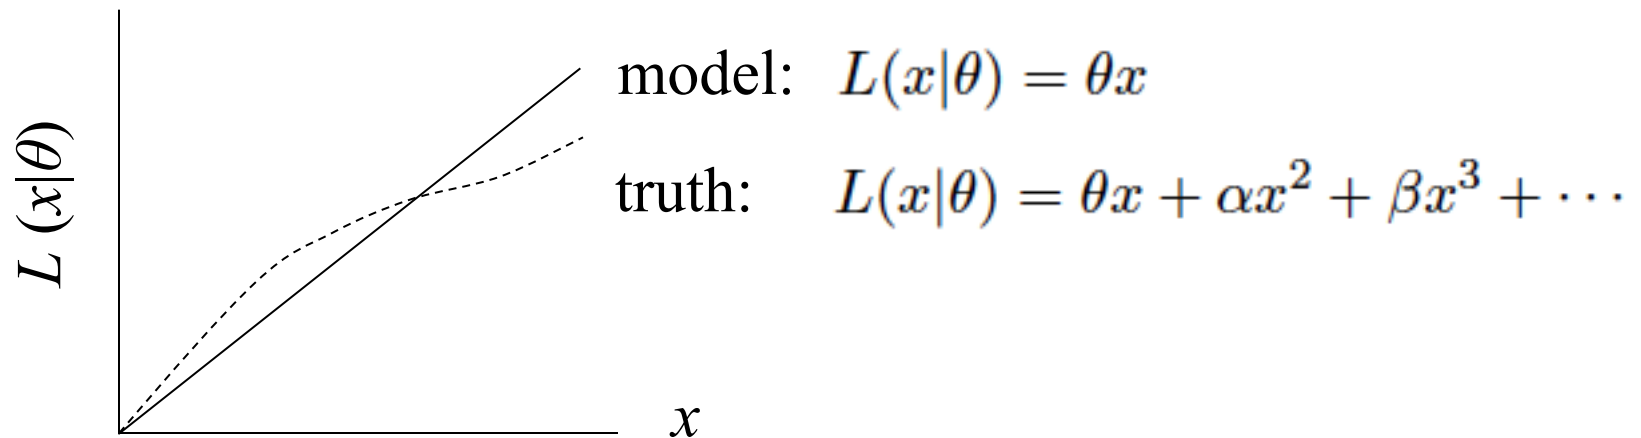 L (x|θ)
model: L(x|θ) = θx
truth: L(x|θ) = θx + αx² + βx³ + ···
x